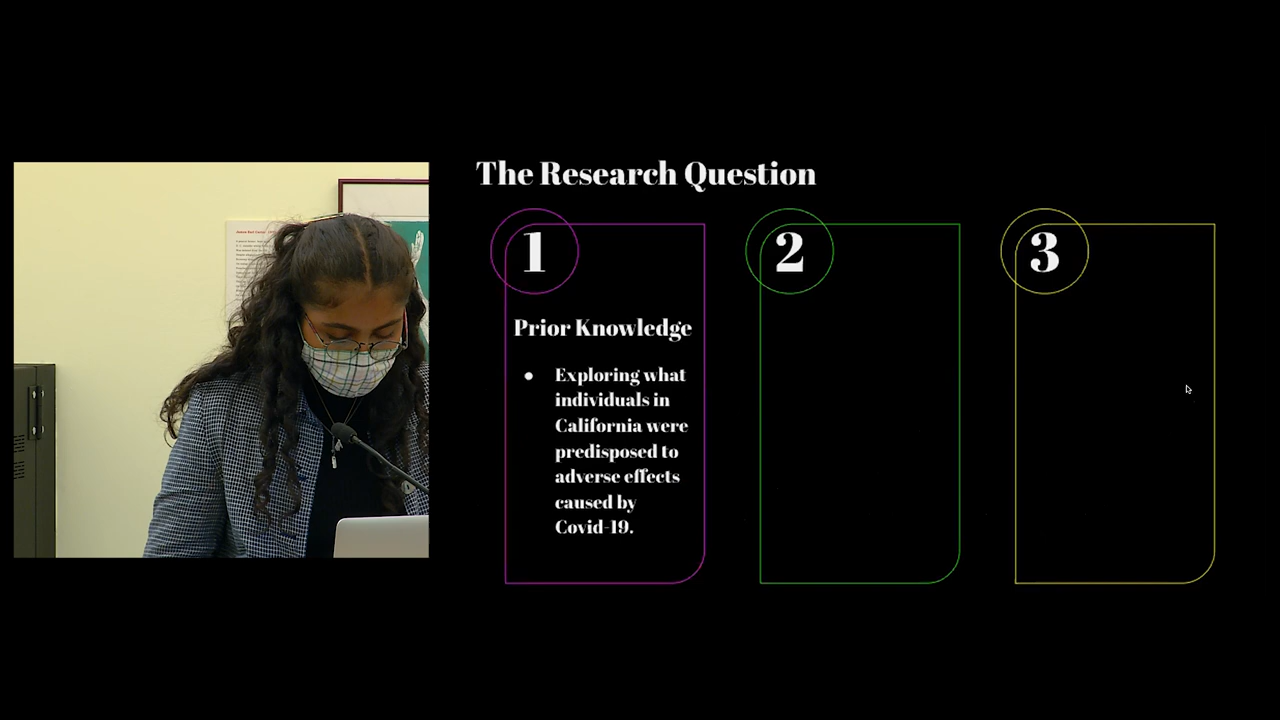 The Research Question
1
Prior Knowledge
● Exploring what
individuals in
California were
predisposed to
adverse effects
caused by
Covid-19.
2
3